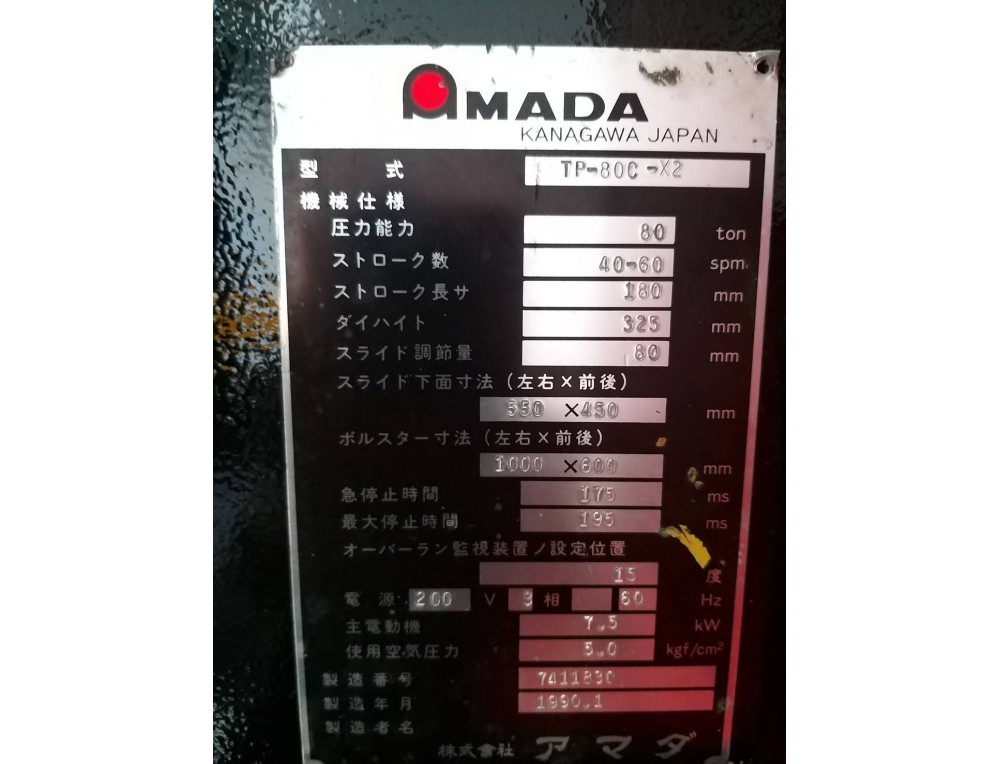 AMADA
KANAGAWA JAPAN
型 式 TP-80C-X2
機械仕様
圧力能力 80 ton
ストローク数 40-60 spm
ストローク長サ 180 mm
ダイハイト 325 mm
スライド調節量 80 mm
スライド下面寸法(左右×前後)
550 ×450 mm
ボルスター寸法(左右×前後)
1000 ×600 mm
急停止時間 175 ms
最大停止時間 195 ms
オーバーラン監視装置ノ設定位置
15 度
電源 200 V 3 相 60 Hz
主電動機 7.5 kW
使用空気圧力 5.0 kgf/cm²
製造番号 7411830
製造年月 1990.1
製造者名
株式会社 アマダ